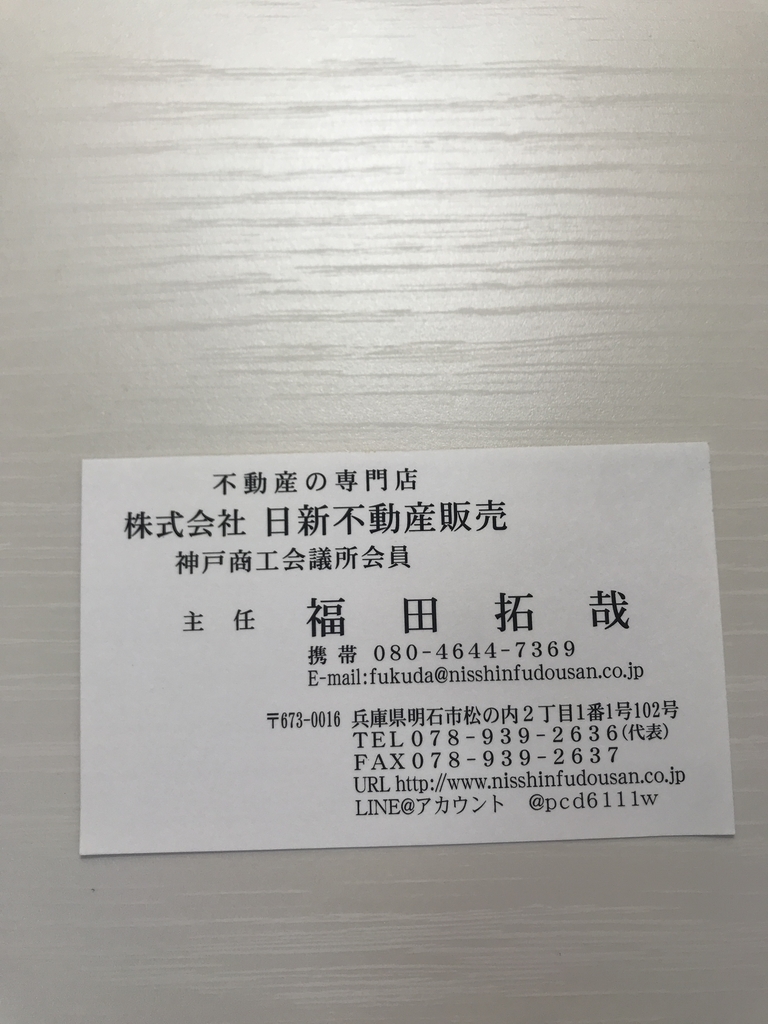 不動産の専門店
株式会社 日新不動産販売
神戸商工会議所会員
主任 福田拓哉
携帯 080-4644-7369
E-mail:fukuda@nisshinfudousan.co.jp
〒673-0016 兵庫県明石市松の内2丁目1番1号102号
TEL078-939-2636(代表)
FAX078-939-2637
URL http://www.nisshinfudousan.co.jp
LINE@アカウント @pcd6111w